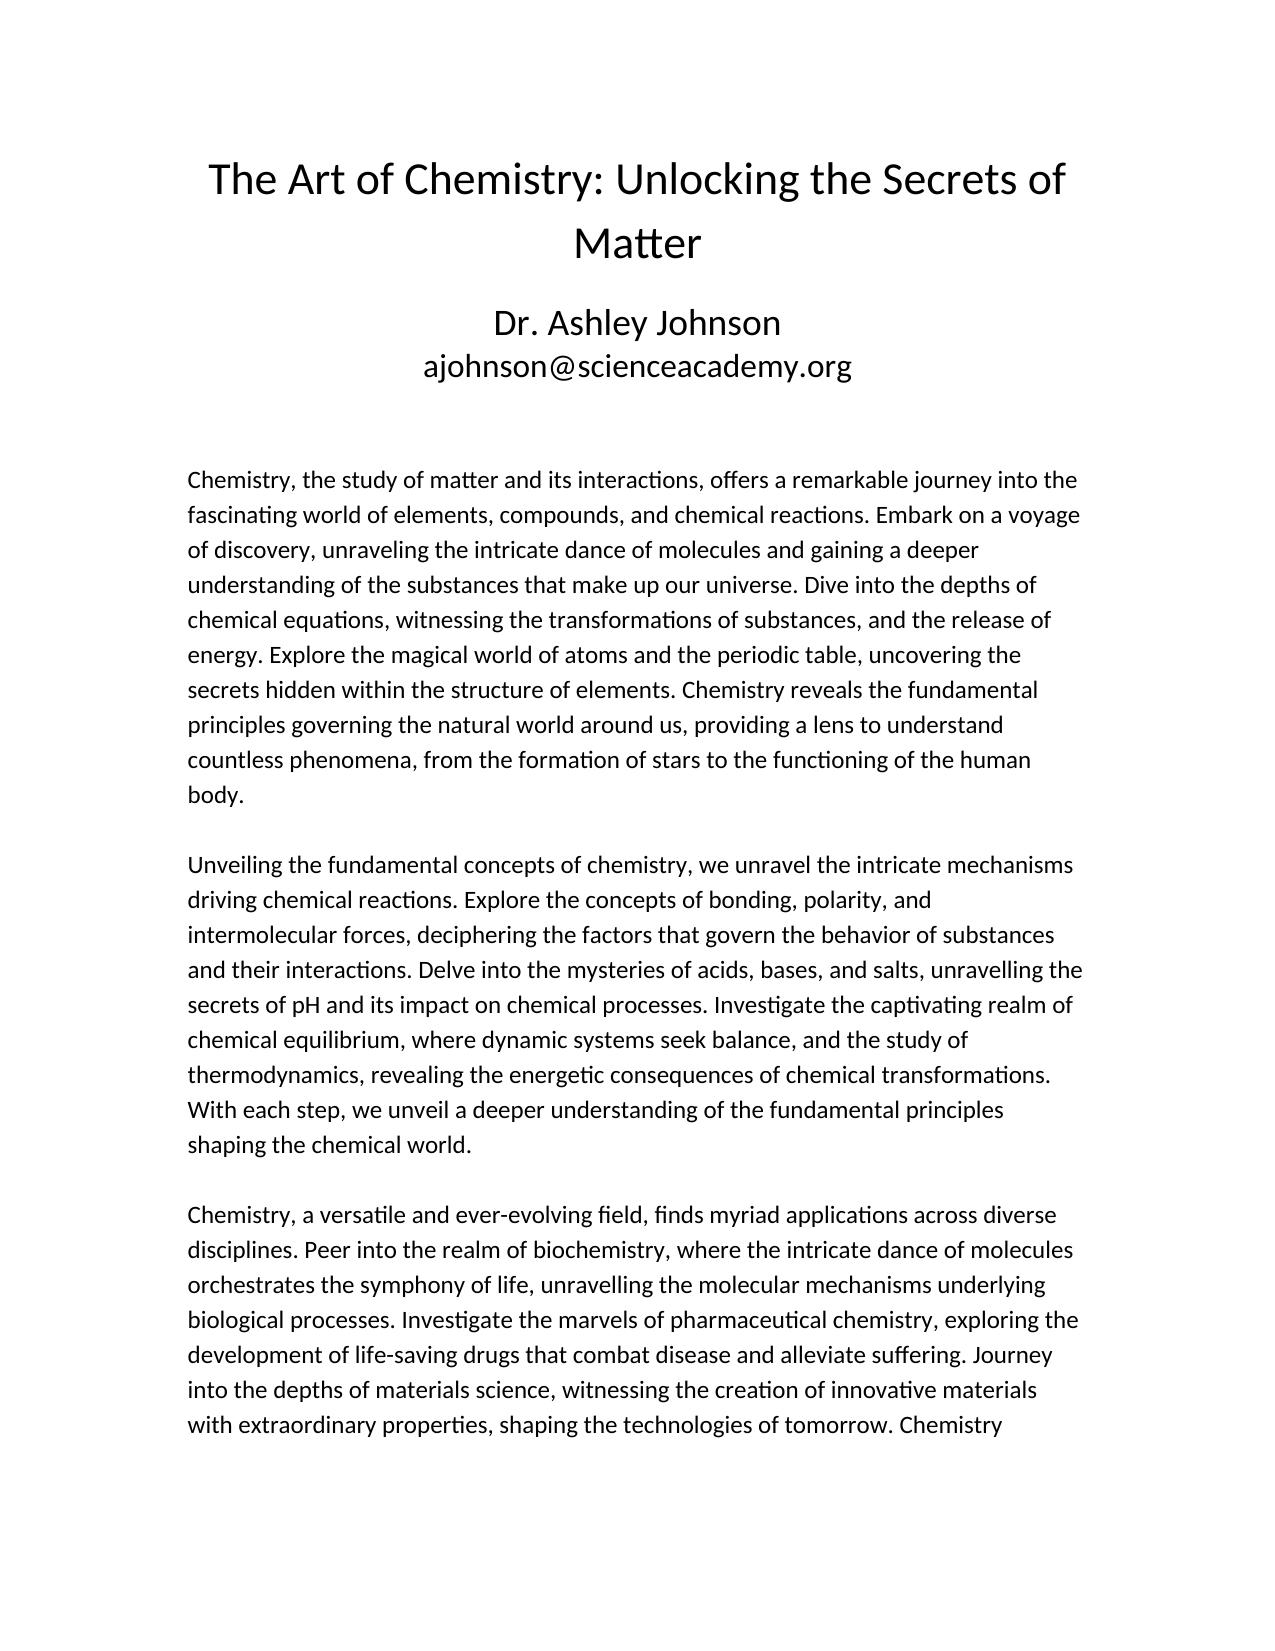 The Art of Chemistry: Unlocking the Secrets of
Matter
Dr. Ashley Johnson
ajohnson@scienceacademy.org
Chemistry, the study of matter and its interactions, offers a remarkable journey into the
fascinating world of elements, compounds, and chemical reactions. Embark on a voyage
of discovery, unraveling the intricate dance of molecules and gaining a deeper
understanding of the substances that make up our universe. Dive into the depths of
chemical equations, witnessing the transformations of substances, and the release of
energy. Explore the magical world of atoms and the periodic table, uncovering the
secrets hidden within the structure of elements. Chemistry reveals the fundamental
principles governing the natural world around us, providing a lens to understand
countless phenomena, from the formation of stars to the functioning of the human
body.
Unveiling the fundamental concepts of chemistry, we unravel the intricate mechanisms
driving chemical reactions. Explore the concepts of bonding, polarity, and
intermolecular forces, deciphering the factors that govern the behavior of substances
and their interactions. Delve into the mysteries of acids, bases, and salts, unravelling the
secrets of pH and its impact on chemical processes. Investigate the captivating realm of
chemical equilibrium, where dynamic systems seek balance, and the study of
thermodynamics, revealing the energetic consequences of chemical transformations.
With each step, we unveil a deeper understanding of the fundamental principles
shaping the chemical world.
Chemistry, a versatile and ever-evolving field, finds myriad applications across diverse
disciplines. Peer into the realm of biochemistry, where the intricate dance of molecules
orchestrates the symphony of life, unravelling the molecular mechanisms underlying
biological processes. Investigate the marvels of pharmaceutical chemistry, exploring the
development of life-saving drugs that combat disease and alleviate suffering. Journey
into the depths of materials science, witnessing the creation of innovative materials
with extraordinary properties, shaping the technologies of tomorrow. Chemistry